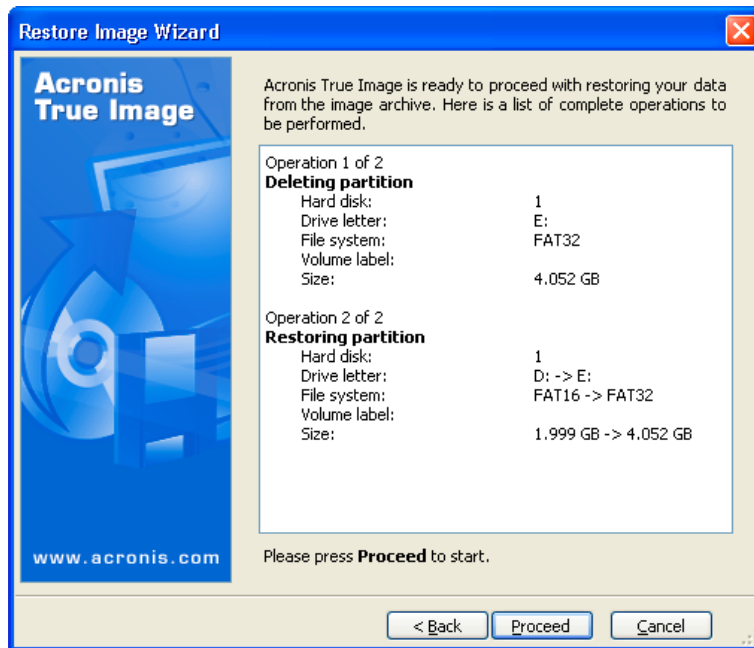 Restore Image Wizard
Acronis
True Image
www.acronis.com
Acronis True Image is ready to proceed with restoring your data
from the image archive. Here is a list of complete operations to
be performed.
Operation 1 of 2
Deleting partition
Hard disk: 1
Drive letter: E:
File system: FAT32
Volume label:
Size: 4.052 GB
Operation 2 of 2
Restoring partition
Hard disk: 1
Drive letter: D: -> E:
File system: FAT16 -> FAT32
Volume label:
Size: 1.999 GB -> 4.052 GB
Please press Proceed to start.
< Back Proceed Cancel